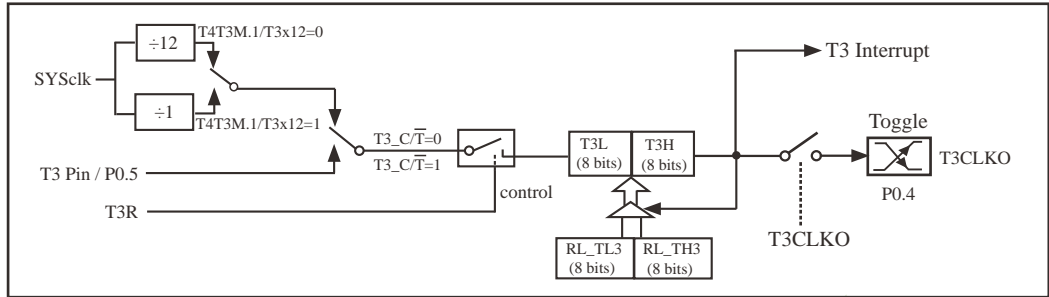 T4T3M.1/T3x12=0
÷12
SYSclk
÷1
T4T3M.1/T3x12=1
T3 Interrupt
Toggle
T3_C/T̅=0
T3_C/T̅=1
T3L
(8 bits)
T3H
(8 bits)
T3CLKO
P0.4
T3 Pin / P0.5
control
T3R
T3CLKO
RL_TL3
(8 bits)
RL_TH3
(8 bits)